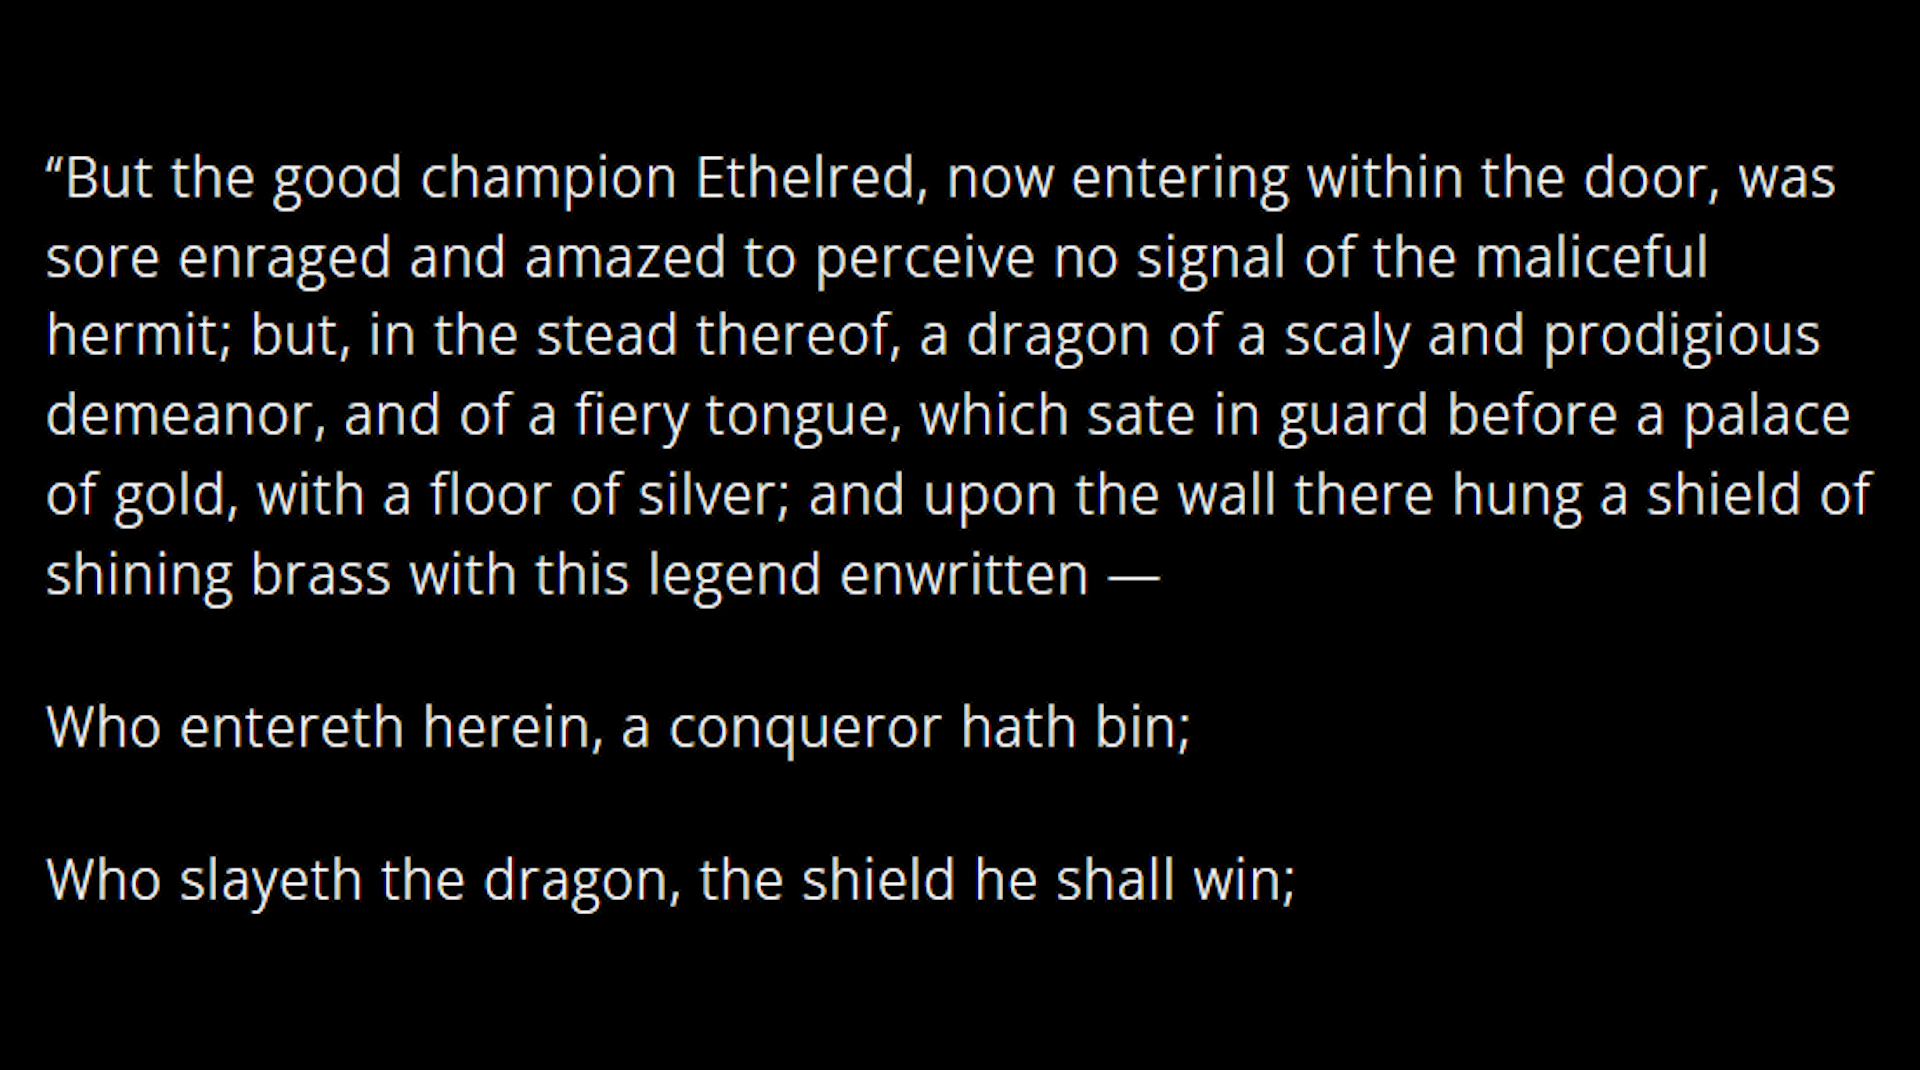 “But the good champion Ethelred, now entering within the door, was
sore enraged and amazed to perceive no signal of the maliceful
hermit; but, in the stead thereof, a dragon of a scaly and prodigious
demeanor, and of a fiery tongue, which sate in guard before a palace
of gold, with a floor of silver; and upon the wall there hung a shield of
shining brass with this legend enwritten —
Who entereth herein, a conqueror hath bin;
Who slayeth the dragon, the shield he shall win;